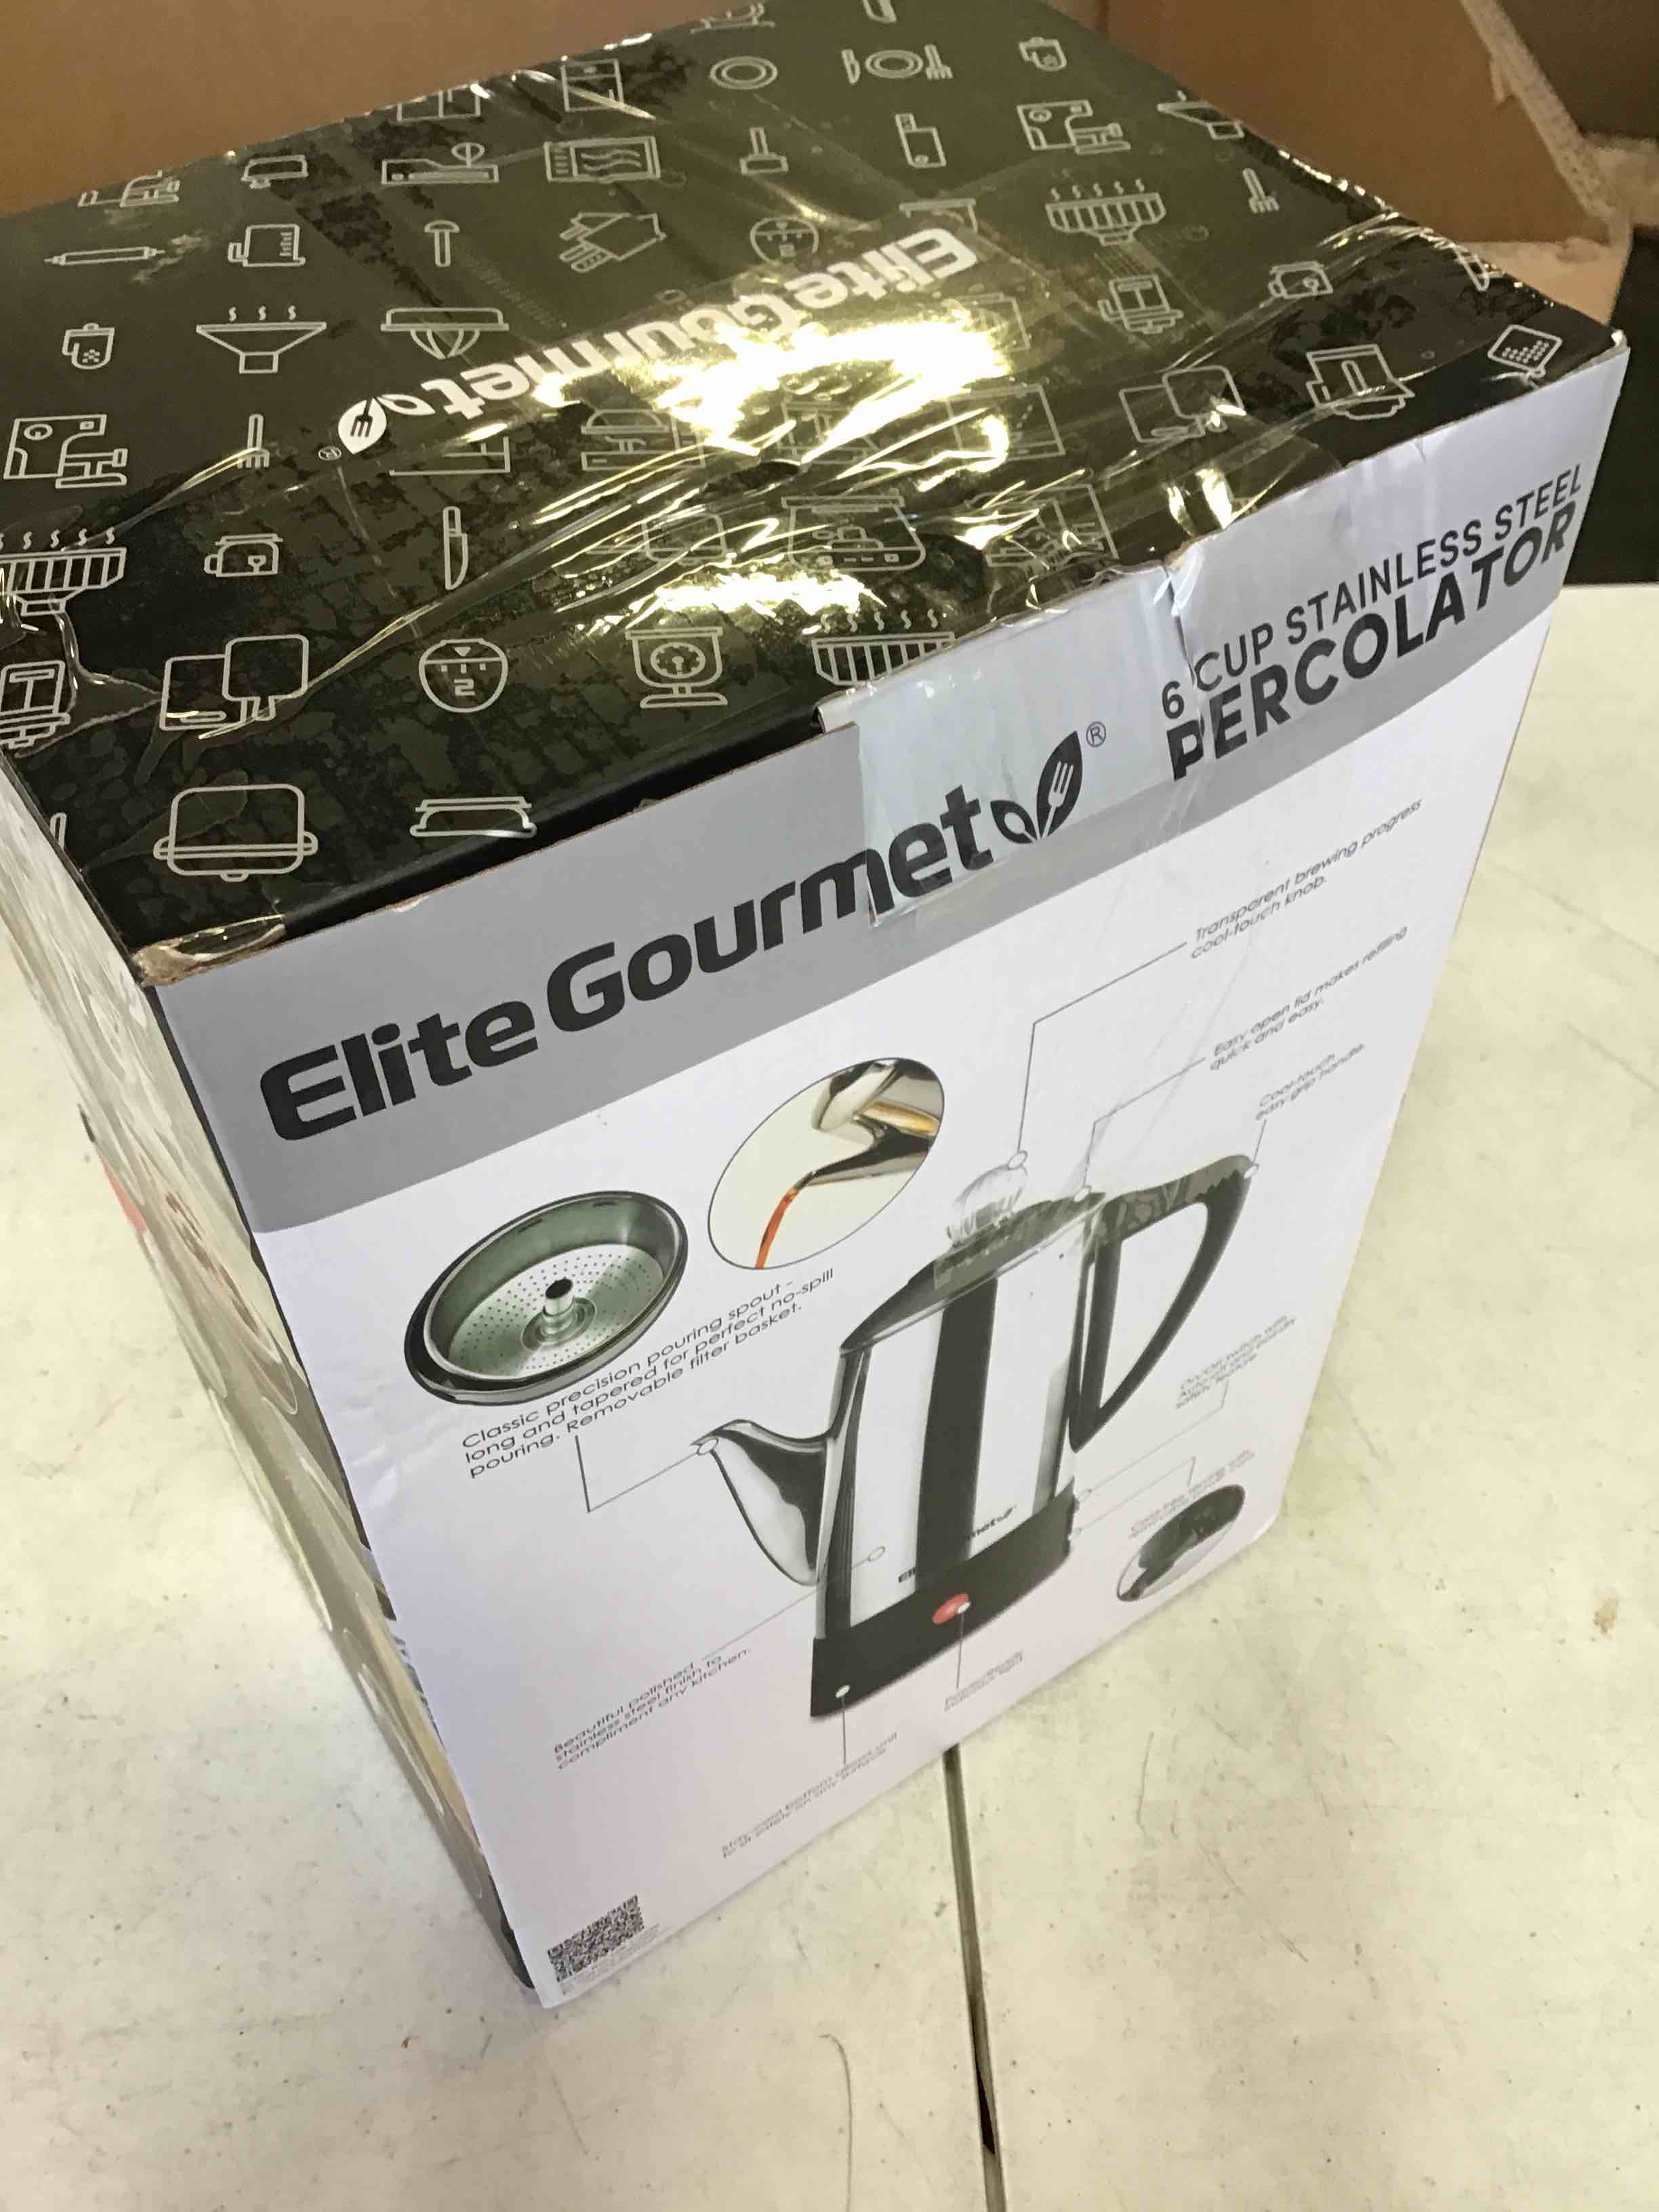 EliteGourmet®
2
EliteGourmet®
6 CUP STAINLESS STEEL
PERCOLATOR
Transparent brewing progress
cool-touch knob.
Easy open lid makes refilling
quick and easy.
Cool-touch
easy-grip handle.
Classic precision pouring spout -
long and tapered for perfect no-spill
pouring. Removable filter basket.
Beautiful polished
stainless steel finish to
compliment any kitchen.